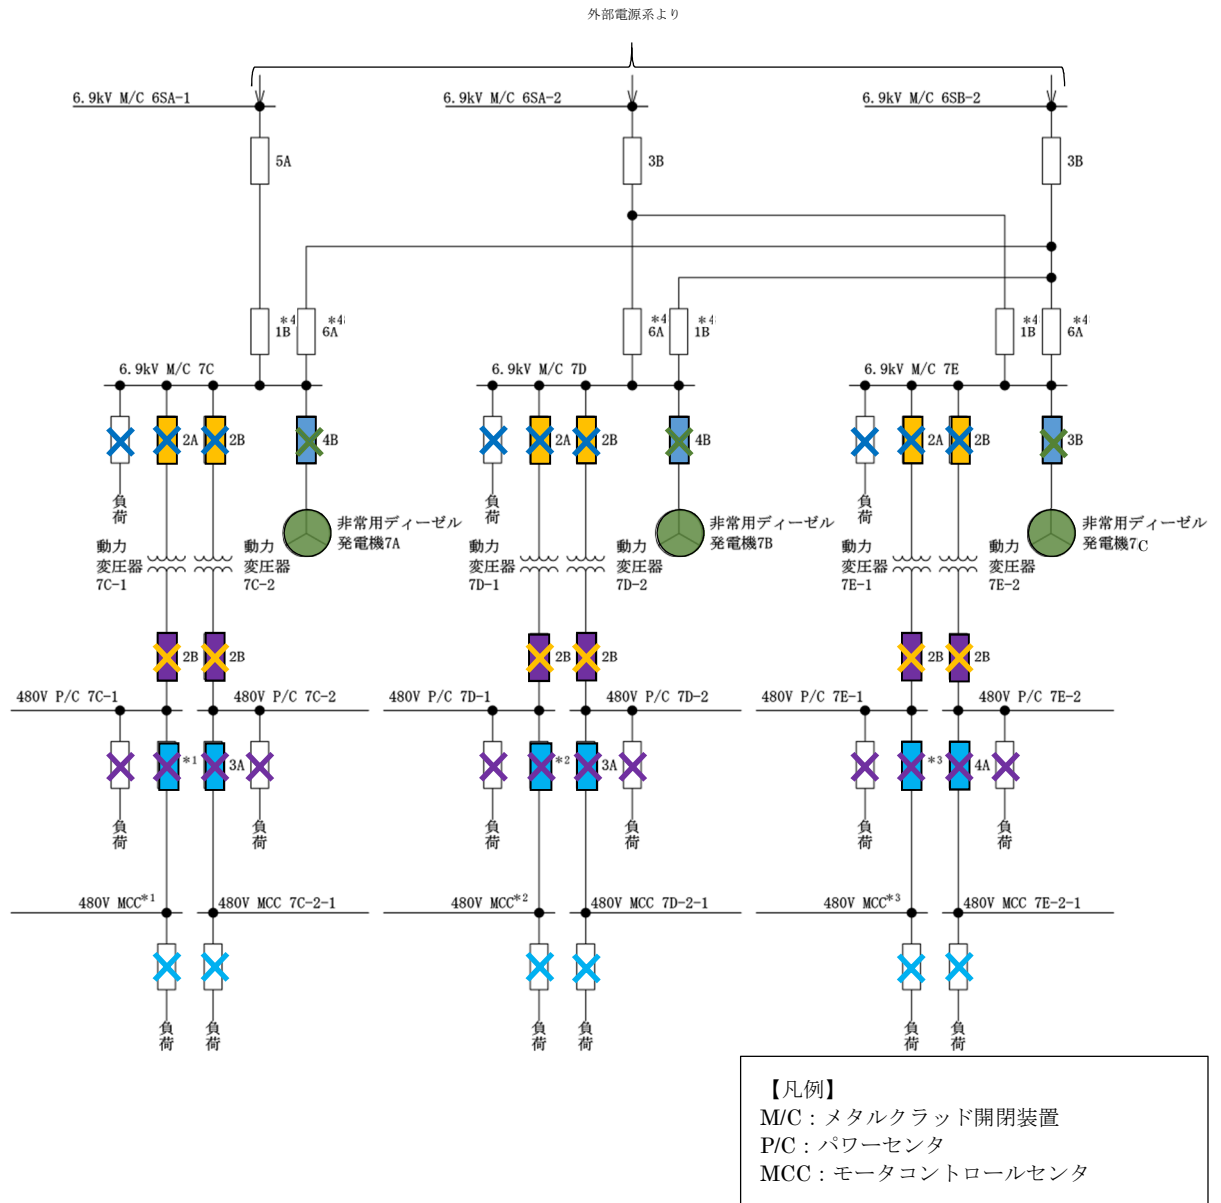 外部電源系より
6.9kV M/C 6SA-1
6.9kV M/C 6SA-2
6.9kV M/C 6SB-2
5A
3B
3B
*4
1B
*4
6A
*4
6A
*4
1B
*4
1B
*4
6A
6.9kV M/C 7C
6.9kV M/C 7D
6.9kV M/C 7E
2A
2B
4B
2A
2B
4B
2A
2B
3B
負荷
負荷
負荷
非常用ディーゼル
発電機7A
非常用ディーゼル
発電機7B
非常用ディーゼル
発電機7C
動力
変圧器
7C-1
動力
変圧器
7C-2
動力
変圧器
7D-1
動力
変圧器
7D-2
動力
変圧器
7E-1
動力
変圧器
7E-2
2B
2B
2B
2B
2B
2B
480V P/C 7C-1
480V P/C 7C-2
480V P/C 7D-1
480V P/C 7D-2
480V P/C 7E-1
480V P/C 7E-2
*1
3A
*2
3A
*3
4A
負荷
負荷
負荷
負荷
負荷
負荷
480V MCC*1
480V MCC 7C-2-1
480V MCC*2
480V MCC 7D-2-1
480V MCC*3
480V MCC 7E-2-1
負荷
負荷
負荷
負荷
負荷
負荷
【凡例】
M/C：メタルクラッド開閉装置
P/C：パワーセンタ
MCC：モータコントロールセンタ